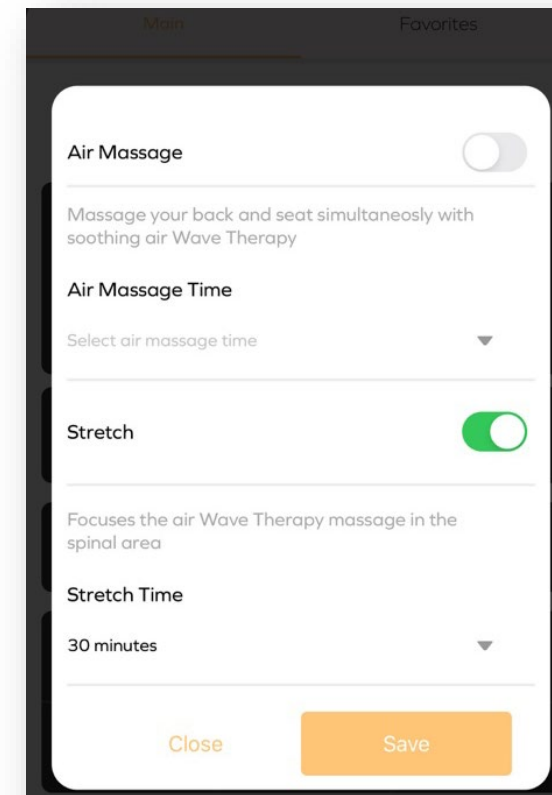 Main
Favorites
Air Massage
Massage your back and seat simultaneosly with
soothing air Wave Therapy
Air Massage Time
Select air massage time
Stretch
Focuses the air Wave Therapy massage in the
spinal area
Stretch Time
30 minutes
Close
Save